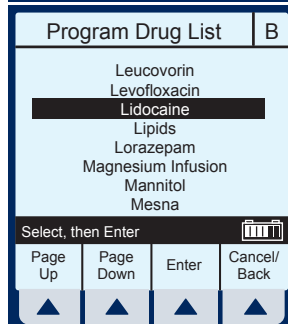 Program Drug List B
Leucovorin
Levofloxacin
Lidocaine
Lipids
Lorazepam
Magnesium Infusion
Mannitol
Mesna
Select, then Enter
Page Up Page Down Enter Cancel/ Back